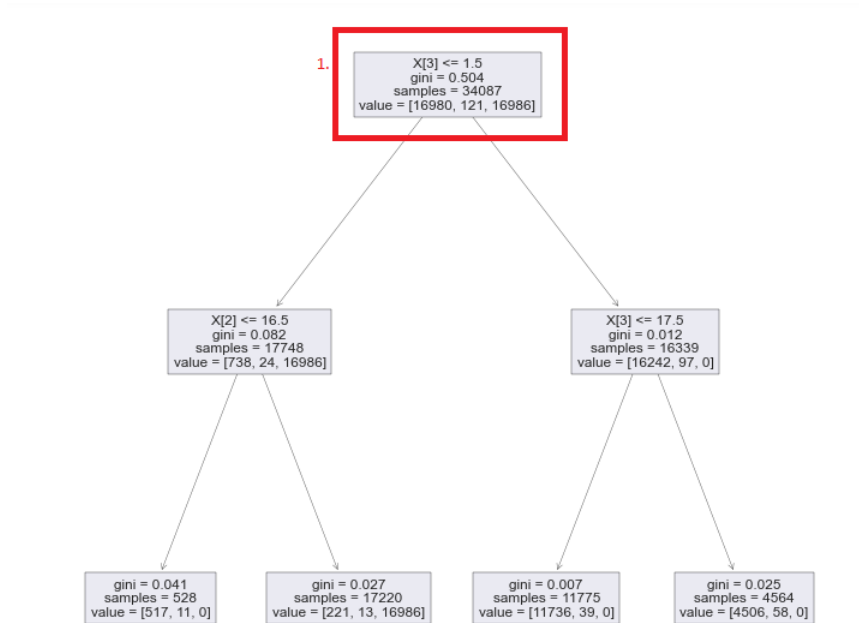 1.
X[3] <= 1.5
gini = 0.504
samples = 34087
value = [16980, 121, 16986]
X[2] <= 16.5
gini = 0.082
samples = 17748
value = [738, 24, 16986]
X[3] <= 17.5
gini = 0.012
samples = 16339
value = [16242, 97, 0]
gini = 0.041
samples = 528
value = [517, 11, 0]
gini = 0.027
samples = 17220
value = [221, 13, 16986]
gini = 0.007
samples = 11775
value = [11736, 39, 0]
gini = 0.025
samples = 4564
value = [4506, 58, 0]